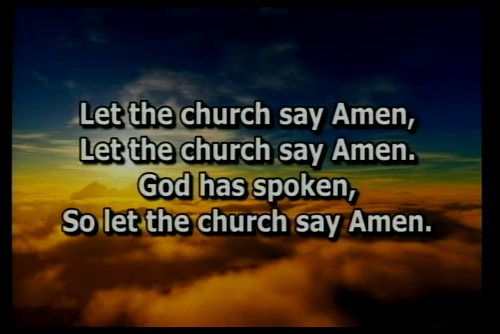 Let the church say Amen,
Let the church say Amen.
God has spoken,
So let the church say Amen.